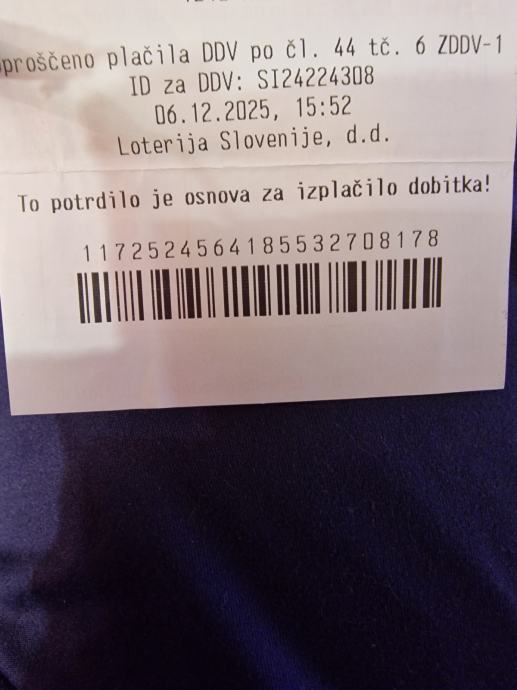 proščeno plačila DDV po čl. 44 tč. 6 ZDDV-1
ID za DDV: SI24224308
06.12.2025, 15:52
Loterija Slovenije, d.d.
To potrdilo je osnova za izplačilo dobitka!
1172524564185532708178